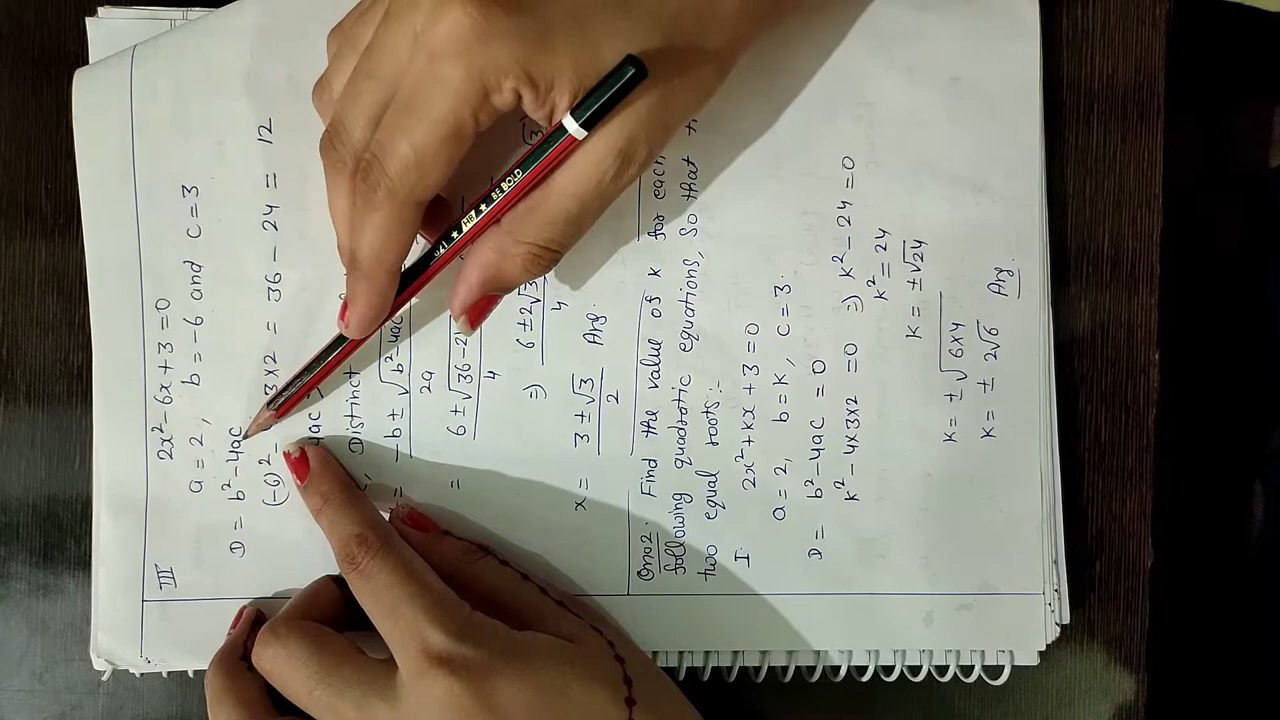 III 2x²-6x+3=0
a=2, b=-6 and c=3
D = b²-4ac
(-6)² - 3×2 = 36-24 = 12
4ac
Distinct
= -b±√b²-4ac
2a
= 6±√36-2
4
⇒ 6±2√3
4
x = 3±√3 Ans.
2
Qno2. Find the value of k for each
following quadratic equations, So that
two equal roots:-
I. 2x²+kx+3=0
a=2, b=k, c=3.
D = b²-4ac = 0
k²-4×3×2 = 0 ⇒ k²-24=0
k²=24
k=±√24
k=±√6×4
k=±2√6 Ans.
1/20 ★ HB ★ BE BOLD